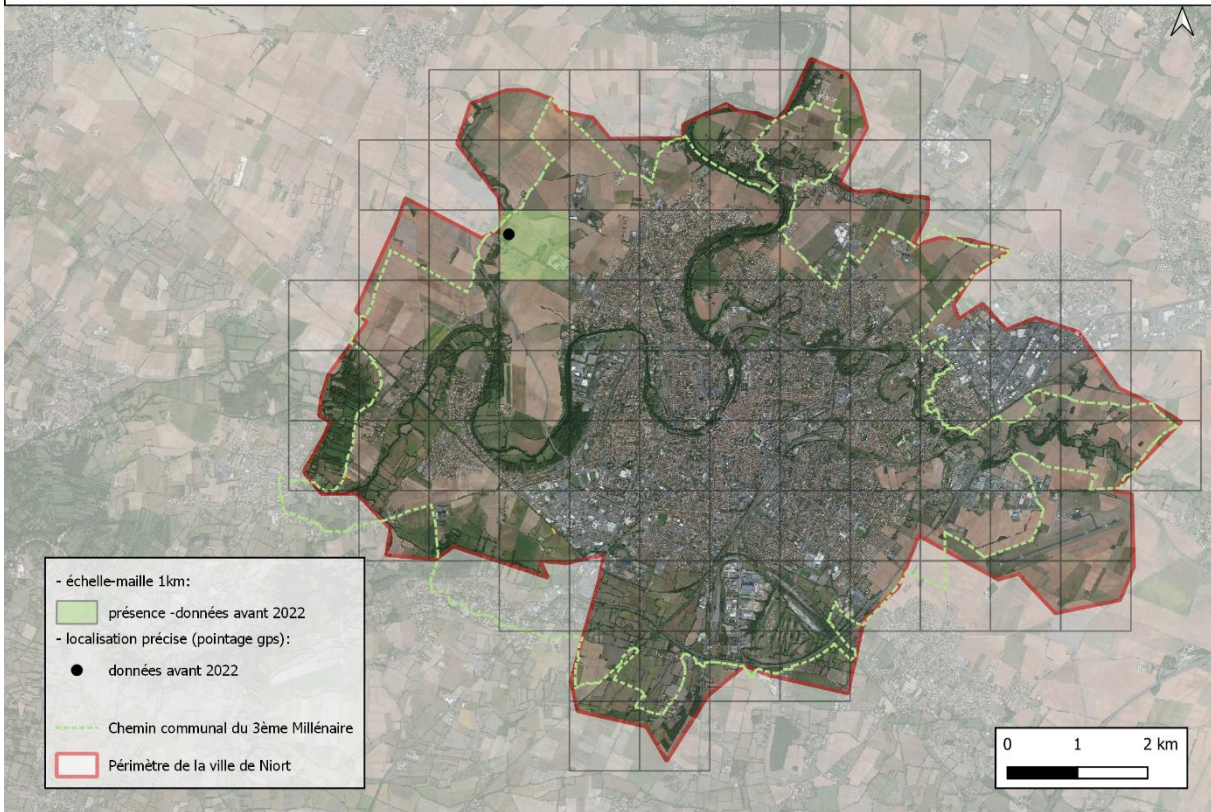 - échelle-maille 1km:
présence -données avant 2022
- localisation précise (pointage gps):
données avant 2022
Chemin communal du 3ème Millénaire
Périmètre de la ville de Niort
0 1 2 km